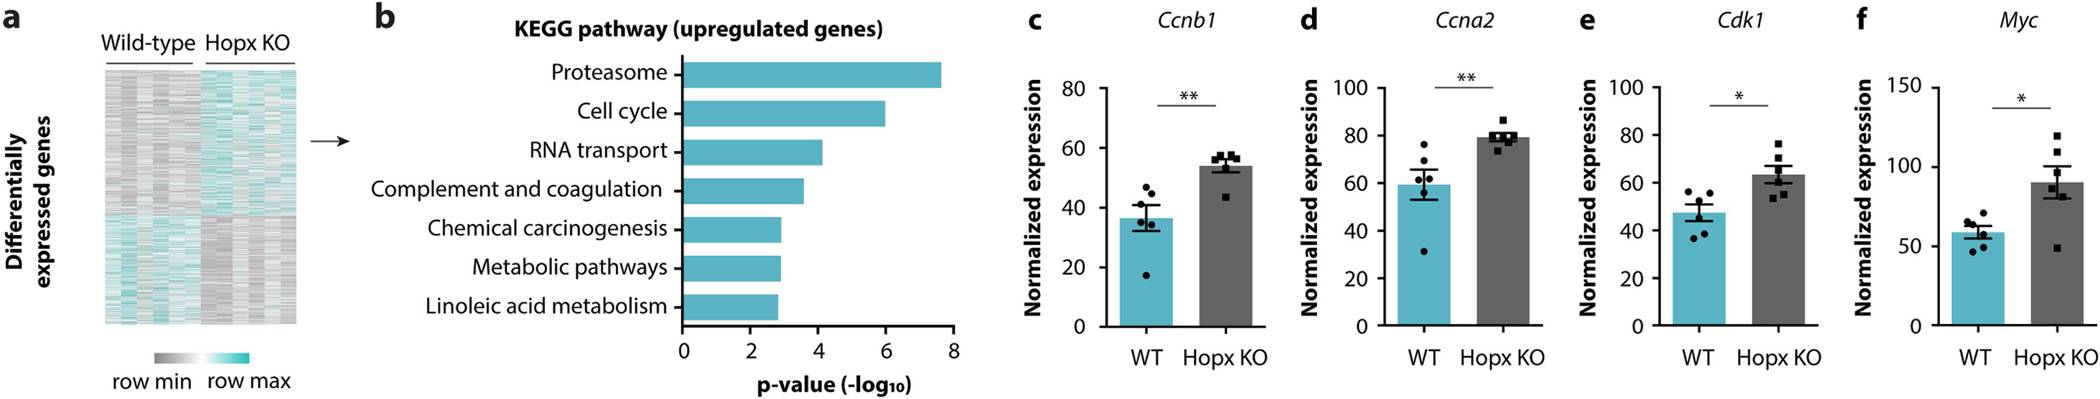 a
Wild-type Hopx KO
Differentially
expressed genes
row min row max
b
KEGG pathway (upregulated genes)
Proteasome
Cell cycle
RNA transport
Complement and coagulation
Chemical carcinogenesis
Metabolic pathways
Linoleic acid metabolism
0 2 4 6 8
p-value (-log₁₀)
c
Ccnb1
Normalized expression
80
60
40
20
0
**
WT Hopx KO
d
Ccna2
Normalized expression
100
80
60
40
20
0
**
WT Hopx KO
e
Cdk1
Normalized expression
100
80
60
40
20
0
*
WT Hopx KO
f
Myc
Normalized expression
150
100
50
0
*
WT Hopx KO